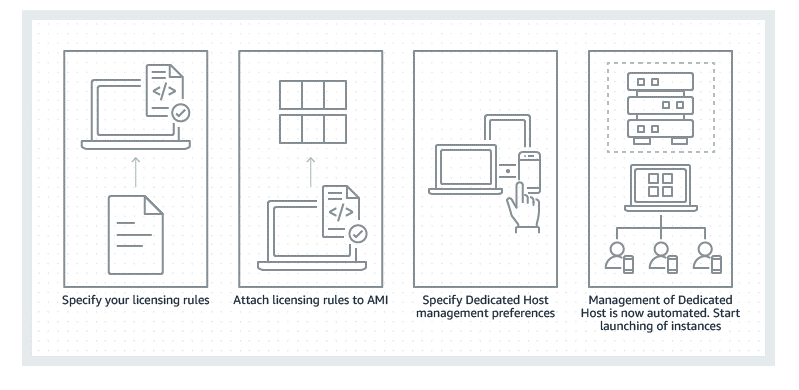 Specify your licensing rules
Attach licensing rules to AMI
Specify Dedicated Host
management preferences
Management of Dedicated
Host is now automated. Start
launching of instances